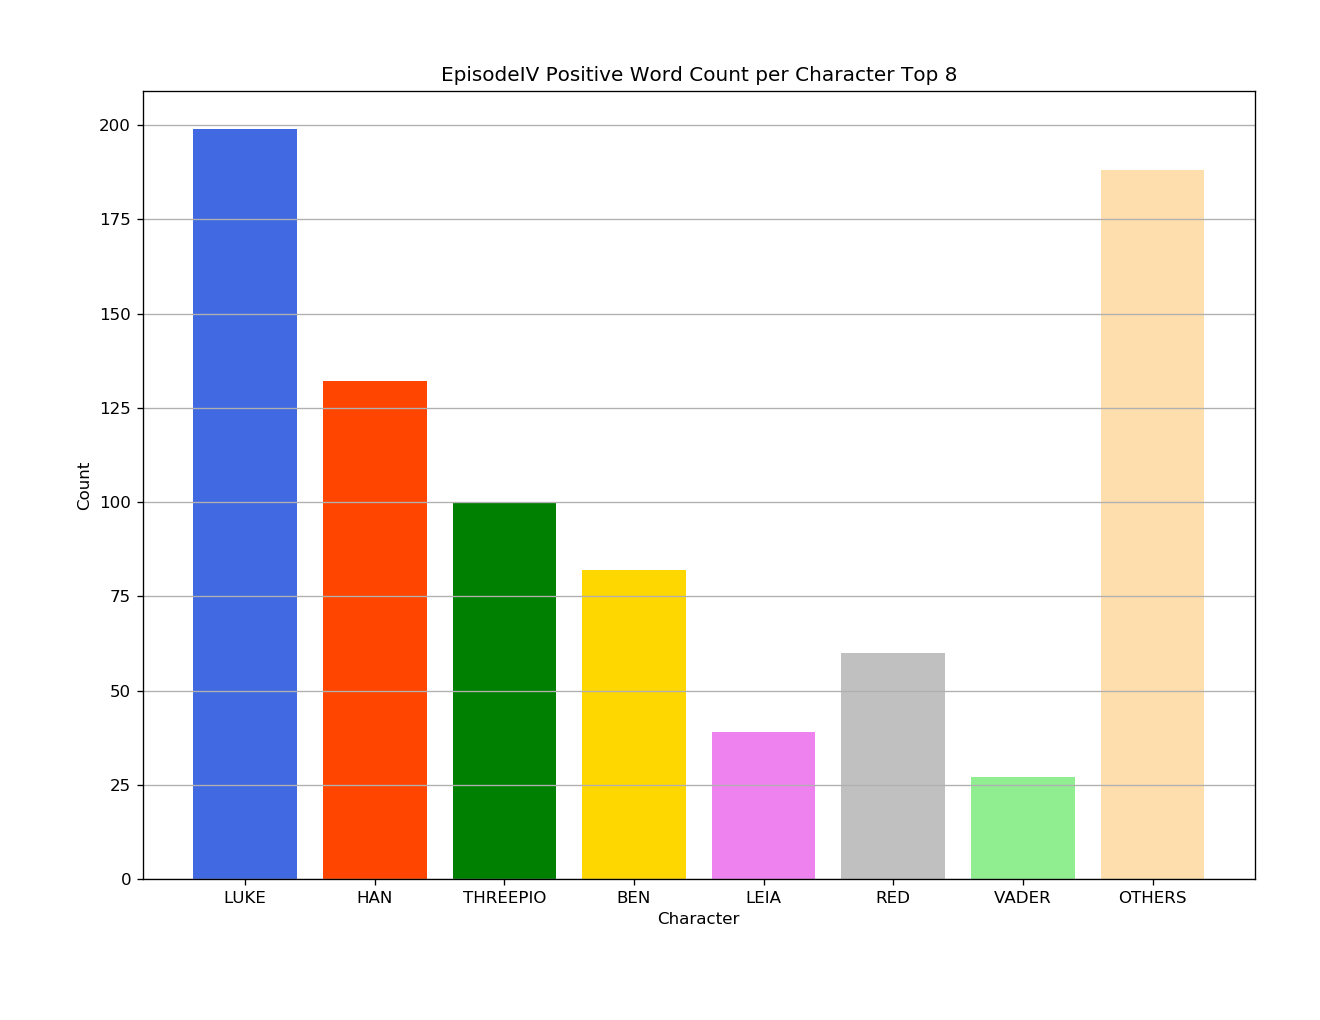 EpisodeIV Positive Word Count per Character Top 8
200
175
150
125
100
75
50
25
0
Count
LUKE HAN THREEPIO BEN LEIA RED VADER OTHERS
Character